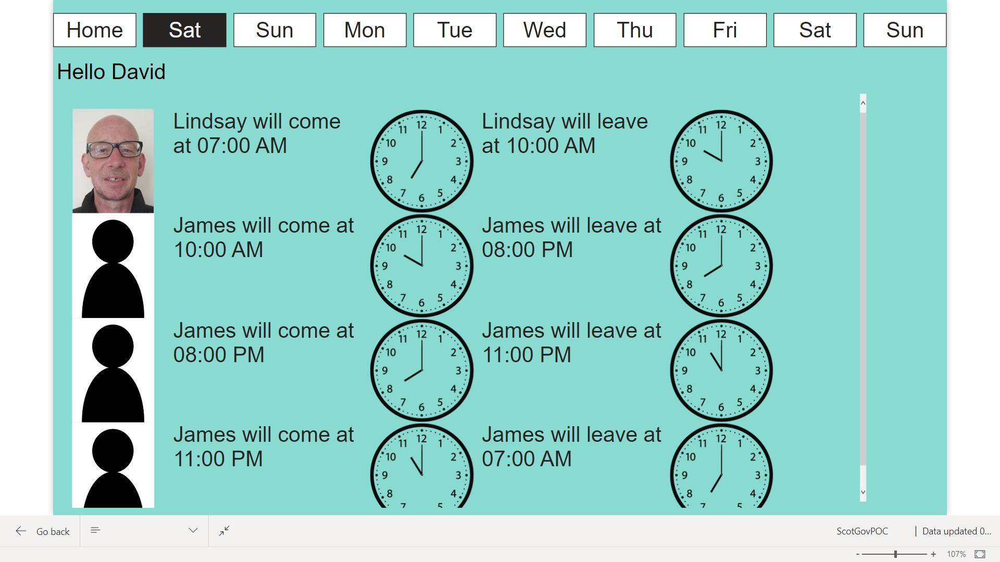 Home Sat Sun Mon Tue Wed Thu Fri Sat Sun
Hello David
Lindsay will come
at 07:00 AM
12 1 2 3 4 5 6 7 8 9 10 11
Lindsay will leave
at 10:00 AM
12 1 2 3 4 5 6 7 8 9 10 11
James will come at
10:00 AM
12 1 2 3 4 5 6 7 8 9 10 11
James will leave at
08:00 PM
12 1 2 3 4 5 6 7 8 9 10 11
James will come at
08:00 PM
12 1 2 3 4 5 6 7 8 9 10 11
James will leave at
11:00 PM
12 1 2 3 4 5 6 7 8 9 10 11
James will come at
11:00 PM
12 1 2 3 4 5 7 8 9 10 11
James will leave at
07:00 AM
12 1 2 3 4 5 7 8 9 10 11
Go back
ScotGovPOC | Data updated 0...
- + 107%